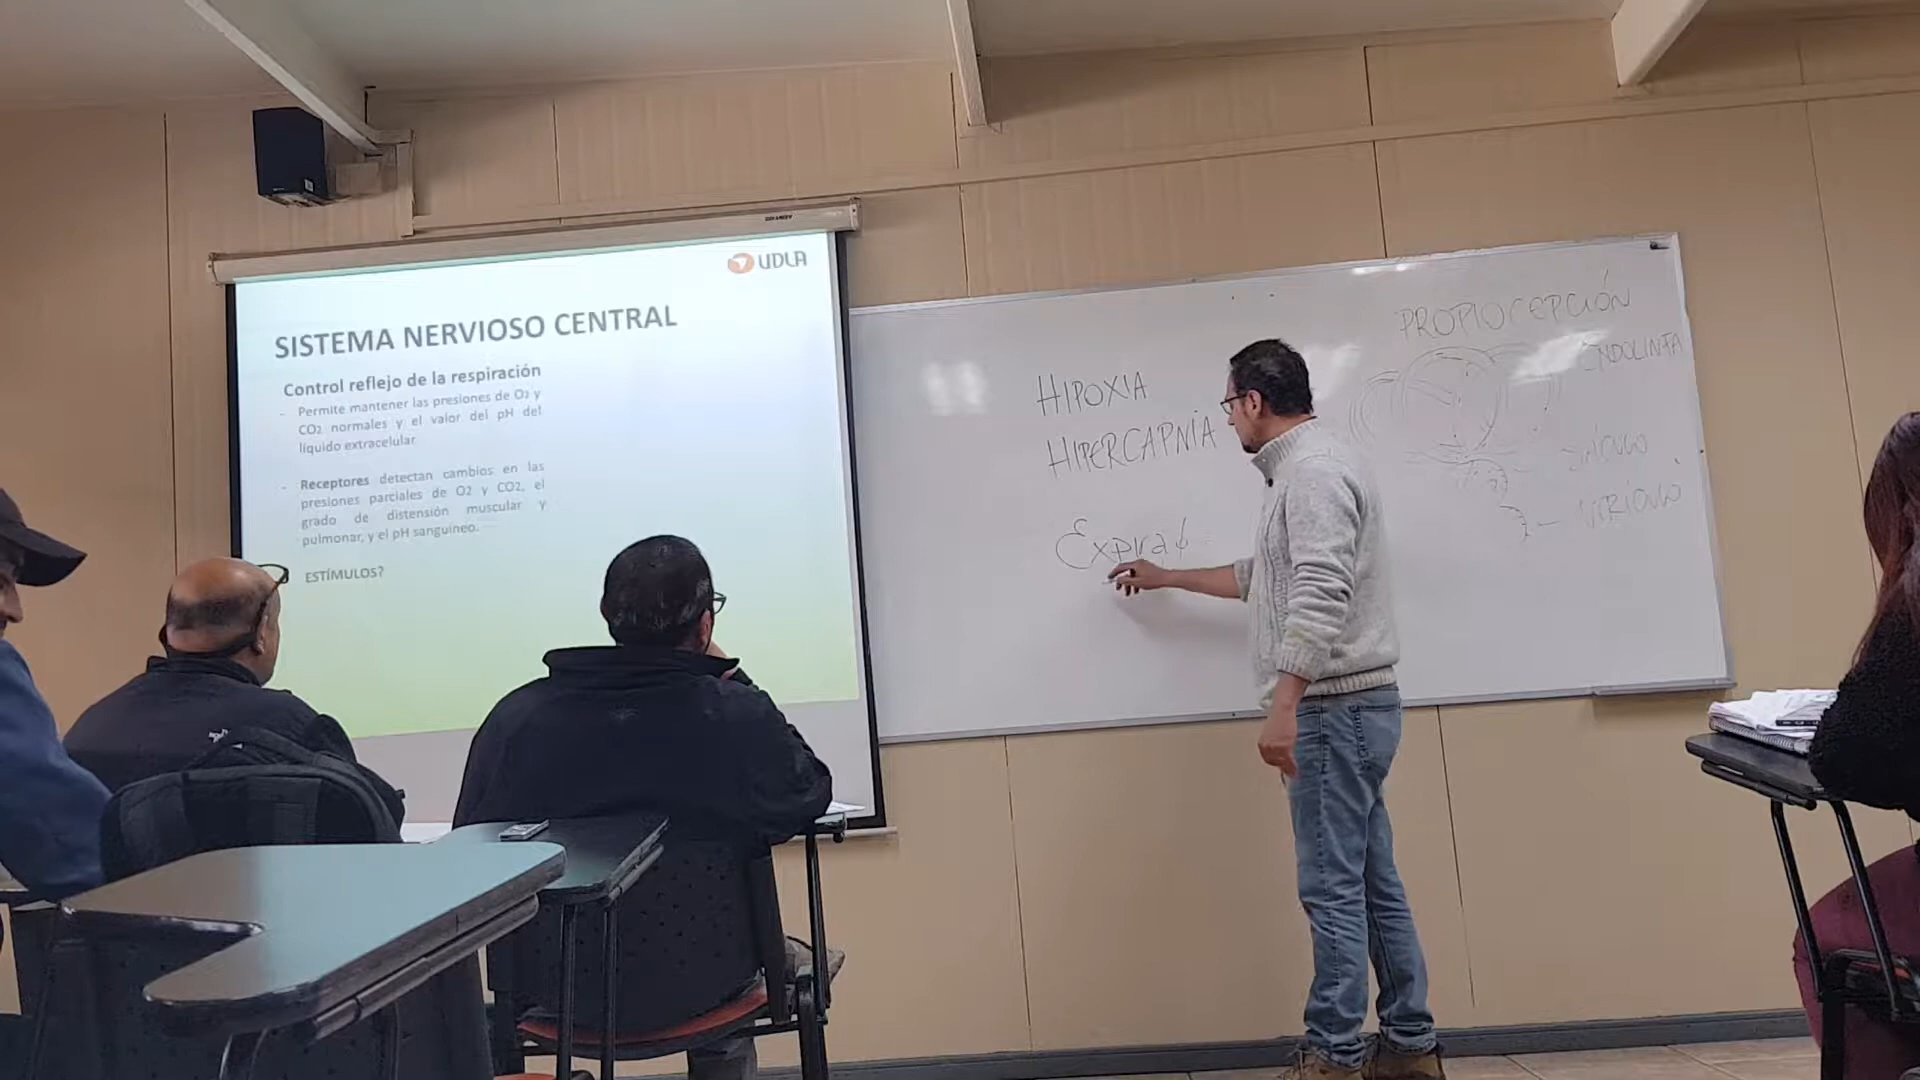 UDLA
SISTEMA NERVIOSO CENTRAL
Control reflejo de la respiración
- Permite mantener las presiones de O2 y
CO2 normales y el valor del pH del
líquido extracelular
- Receptores detectan cambios en las
presiones parciales de O2 y CO2, el
grado de distensión muscular y
pulmonar, y el pH sanguíneo.
ESTÍMULOS?
HIPOXIA
HIPERCAPNIA
PROPIOCEPCIÓN
ENDOLINFA